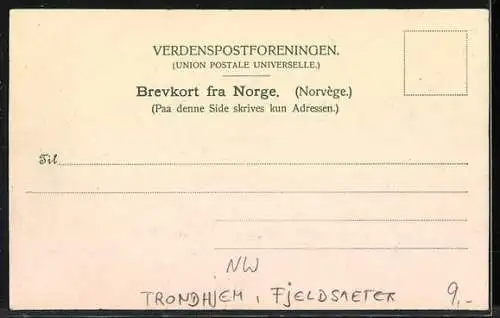 VERDENSPOSTFORENINGEN.
(UNION POSTALE UNIVERSELLE.)
Brevkort fra Norge. (Norvège.)
(Paa denne Side skrives kun Adressen.)
Til
NW
TRONDHJEM, FJELDSAETER 9,-